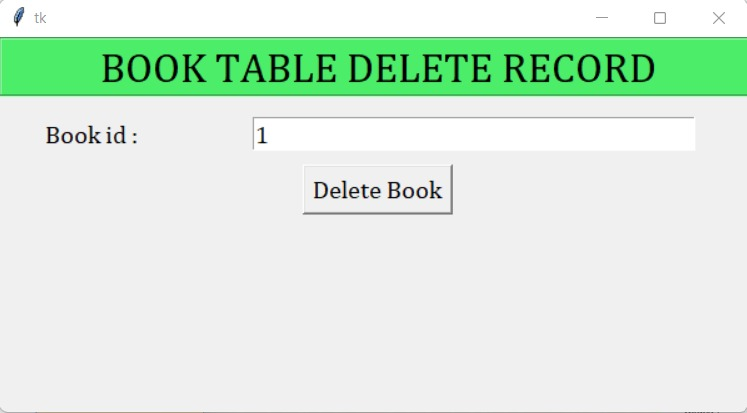 tk
BOOK TABLE DELETE RECORD
Book id : 1
Delete Book